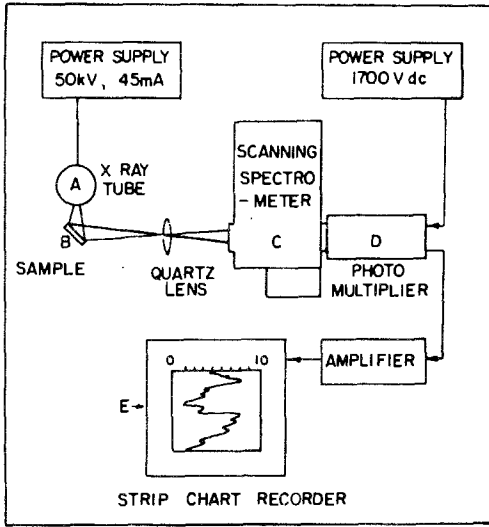 POWER SUPPLY
50kV, 45mA
POWER SUPPLY
1700 V dc
A
X RAY
TUBE
B
SAMPLE
QUARTZ
LENS
SCANNING
SPECTRO
-METER
C
D
PHOTO
MULTIPLIER
AMPLIFIER
0 10
E
STRIP CHART RECORDER